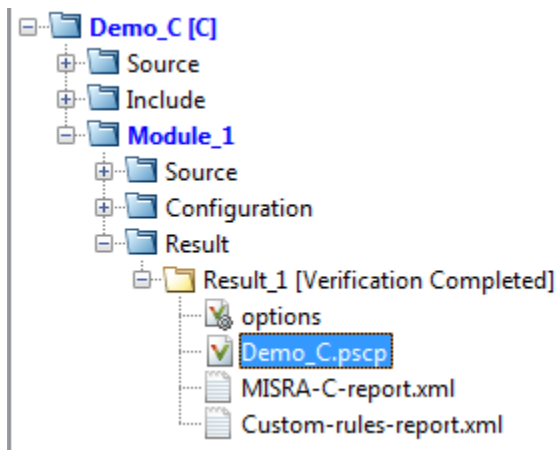 Demo_C [C]
Source
Include
Module_1
Source
Configuration
Result
Result_1 [Verification Completed]
options
Demo_C.pscp
MISRA-C-report.xml
Custom-rules-report.xml